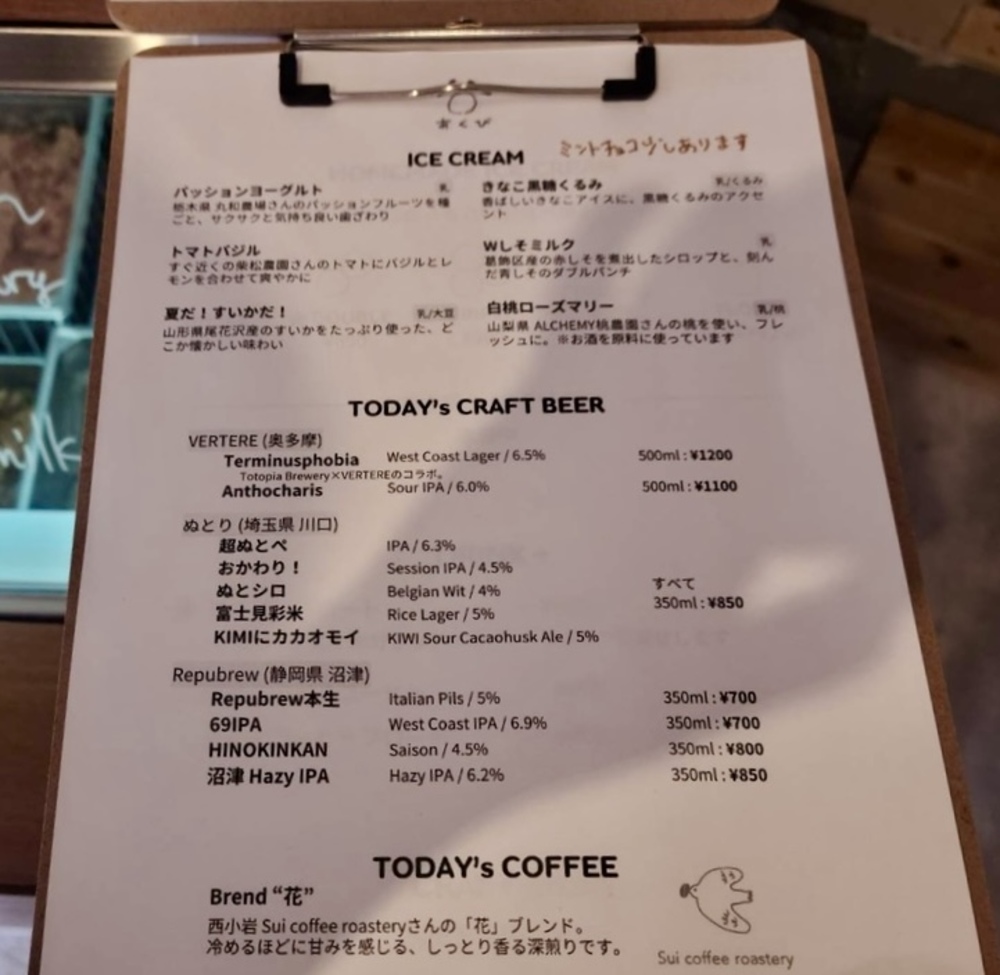 あくび
ICE CREAM
ミントチョコなしあります
パッションヨーグルト 乳
栃木県 丸和農場さんのパッションフルーツを種
ごと、サクサクと気持ち良い歯ざわり
きなこ黒糖くるみ 乳/くるみ
香ばしいきなこアイスに、黒糖くるみのアクセ
ント
トマトバジル
すぐ近くの柴松農園さんのトマトにバジルとレ
モンを合わせて爽やかに
Wしそミルク 乳
葛飾区産の赤しそを煮出したシロップと、刻ん
だ青しそのダブルパンチ
夏だ！すいかだ！ 乳/大豆
山形県尾花沢産のすいかをたっぷり使った、ど
こか懐かしい味わい
白桃ローズマリー 乳/桃
山梨県 ALCHEMY桃農園さんの桃を使い、フレ
ッシュに。※お酒を原料に使っています
TODAY's CRAFT BEER
VERTERE (奥多摩)
Terminusphobia West Coast Lager / 6.5% 500ml : ¥1200
Totopia Brewery×VERTEREのコラボ。
Anthocharis Sour IPA / 6.0% 500ml : ¥1100
ぬとり (埼玉県 川口)
超ぬとぺ IPA / 6.3%
おかわり！ Session IPA / 4.5%
ぬとシロ Belgian Wit / 4%
すべて
350ml : ¥850
富士見彩米 Rice Lager / 5%
KIMIにカカオモイ KIWI Sour Cacaohusk Ale / 5%
Repubrew (静岡県 沼津)
Repubrew本生 Italian Pils / 5% 350ml : ¥700
69IPA West Coast IPA / 6.9% 350ml : ¥700
HINOKINKAN Saison / 4.5% 350ml : ¥800
沼津 Hazy IPA Hazy IPA / 6.2% 350ml : ¥850
TODAY's COFFEE
Brend “花”
西小岩 Sui coffee roasteryさんの「花」ブレンド。
冷めるほどに甘みを感じる、しっとり香る深煎りです。
Sui coffee roastery